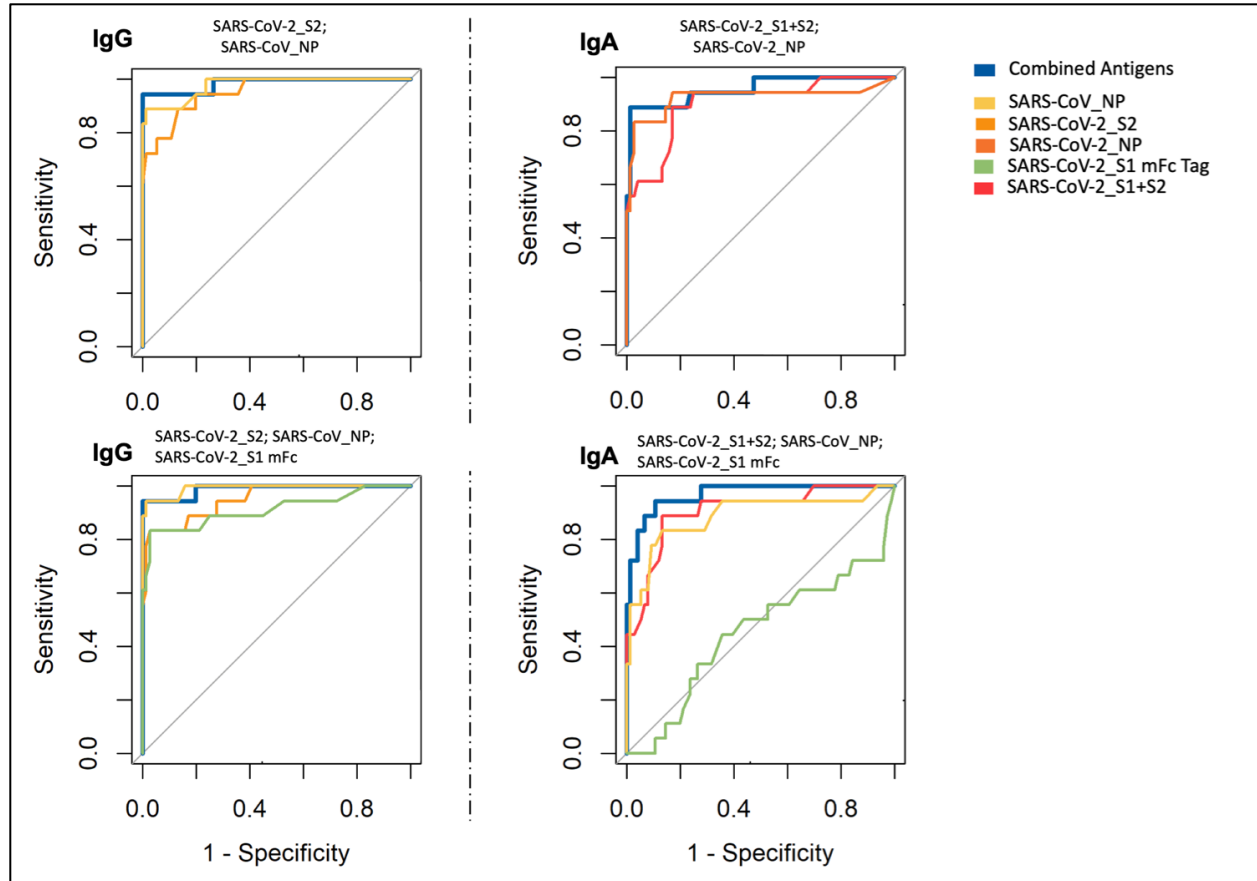 IgG
SARS-CoV-2_S2;
SARS-CoV_NP
Sensitivity
0.0 0.4 0.8
0.0 0.4 0.8
IgA
SARS-CoV-2_S1+S2;
SARS-CoV-2_NP
Sensitivity
0.0 0.4 0.8
0.0 0.4 0.8
Combined Antigens
SARS-CoV_NP
SARS-CoV-2_S2
SARS-CoV-2_NP
SARS-CoV-2_S1 mFc Tag
SARS-CoV-2_S1+S2
IgG
SARS-CoV-2_S2; SARS-CoV_NP;
SARS-CoV-2_S1 mFc
Sensitivity
0.0 0.4 0.8
0.0 0.4 0.8
1 - Specificity
IgA
SARS-CoV-2_S1+S2; SARS-CoV_NP;
SARS-CoV-2_S1 mFc
Sensitivity
0.0 0.4 0.8
0.0 0.4 0.8
1 - Specificity